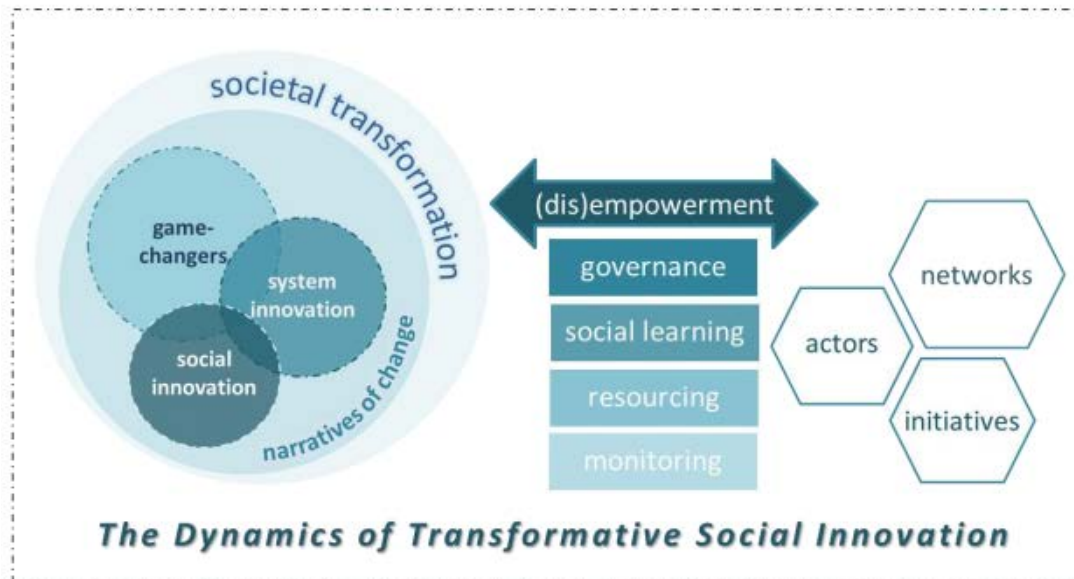 societal transformation
game-
changers
system
innovation
social
innovation
narratives of change
(dis)empowerment
governance
social learning
resourcing
monitoring
networks
actors
initiatives
The Dynamics of Transformative Social Innovation